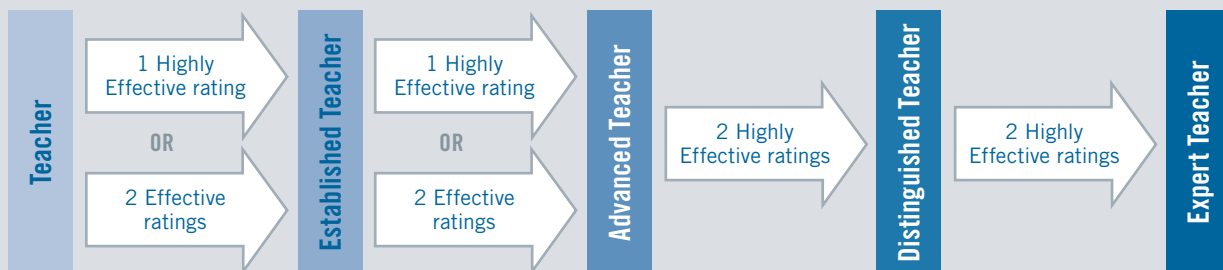 Teacher
1 Highly
Effective rating
OR
2 Effective
ratings
Established Teacher
1 Highly
Effective rating
OR
2 Effective
ratings
Advanced Teacher
2 Highly
Effective ratings
Distinguished Teacher
2 Highly
Effective ratings
Expert Teacher